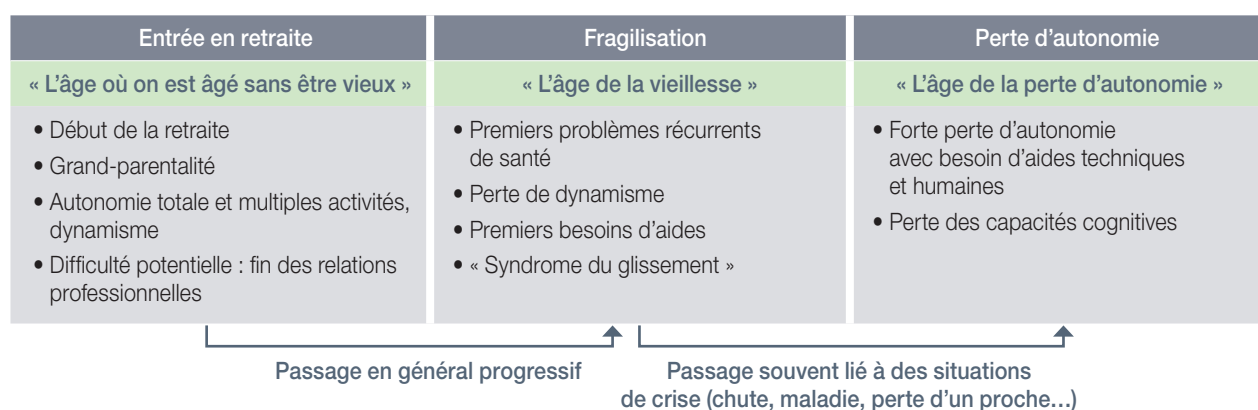 Entrée en retraite
« L'âge où on est âgé sans être vieux »
• Début de la retraite
• Grand-parentalité
• Autonomie totale et multiples activités,
dynamisme
• Difficulté potentielle : fin des relations
professionnelles
Fragilisation
« L'âge de la vieillesse »
• Premiers problèmes récurrents
de santé
• Perte de dynamisme
• Premiers besoins d'aides
• « Syndrome du glissement »
Perte d'autonomie
« L'âge de la perte d'autonomie »
• Forte perte d'autonomie
avec besoin d'aides techniques
et humaines
• Perte des capacités cognitives
Passage en général progressif
Passage souvent lié à des situations
de crise (chute, maladie, perte d'un proche…)